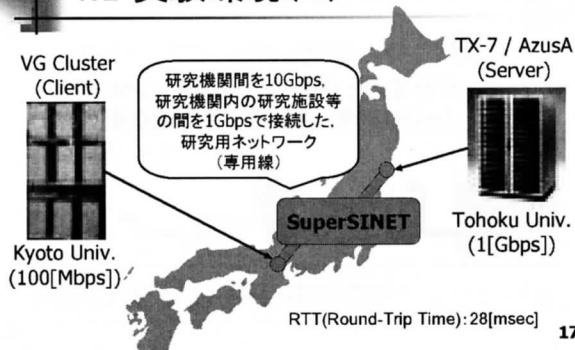 VG Cluster
(Client)
研究機関間を10Gbps,
研究機関内の研究施設等
の間を1Gbpsで接続した,
研究用ネットワーク
(専用線)
TX-7 / AzusA
(Server)
SuperSINET
Kyoto Univ.
(100[Mbps])
Tohoku Univ.
(1[Gbps])
RTT(Round-Trip Time):28[msec]
17